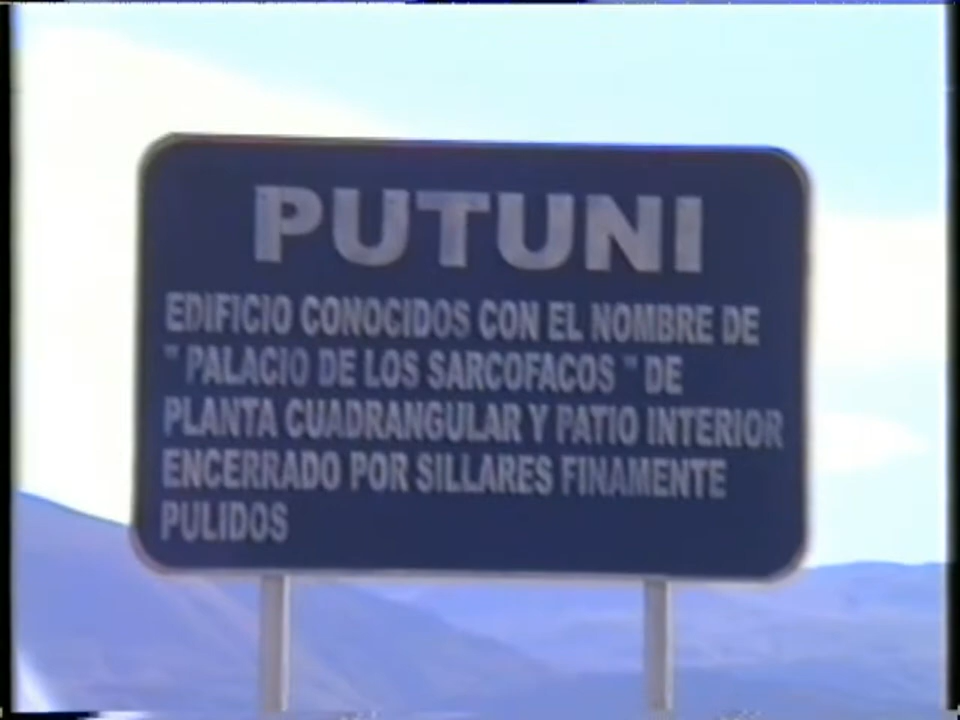 PUTUNI
EDIFICIO CONOCIDOS CON EL NOMBRE DE
" PALACIO DE LOS SARCOFACOS " DE
PLANTA CUADRANGULAR Y PATIO INTERIOR
ENCERRADO POR SILLARES FINAMENTE
PULIDOS